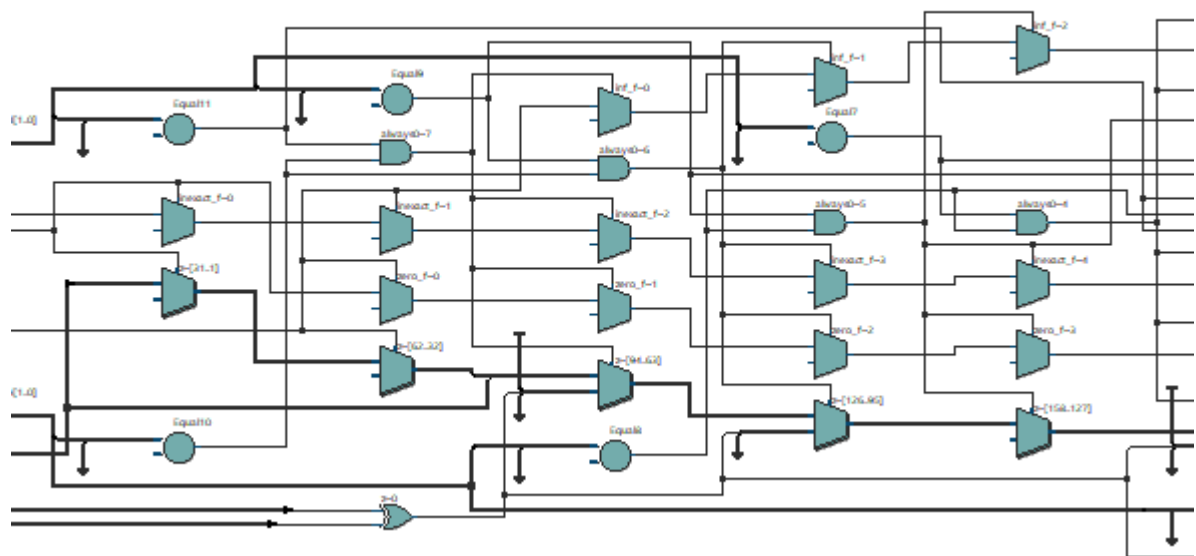 inf_f~2
inf_f~1
Equal9
inf_f~0
Equal11
Equal7
[1..0]
always0~7
always0~6
inexact_f~0
inexact_f~1
inexact_f~2
always0~5
always0~4
z~[31..1]
zero_f~0
zero_f~1
inexact_f~3
inexact_f~4
z~[62..32]
z~[94..63]
zero_f~2
zero_f~3
[1..0]
z~[126..95]
z~[158..127]
Equal10
Equal8
z~0